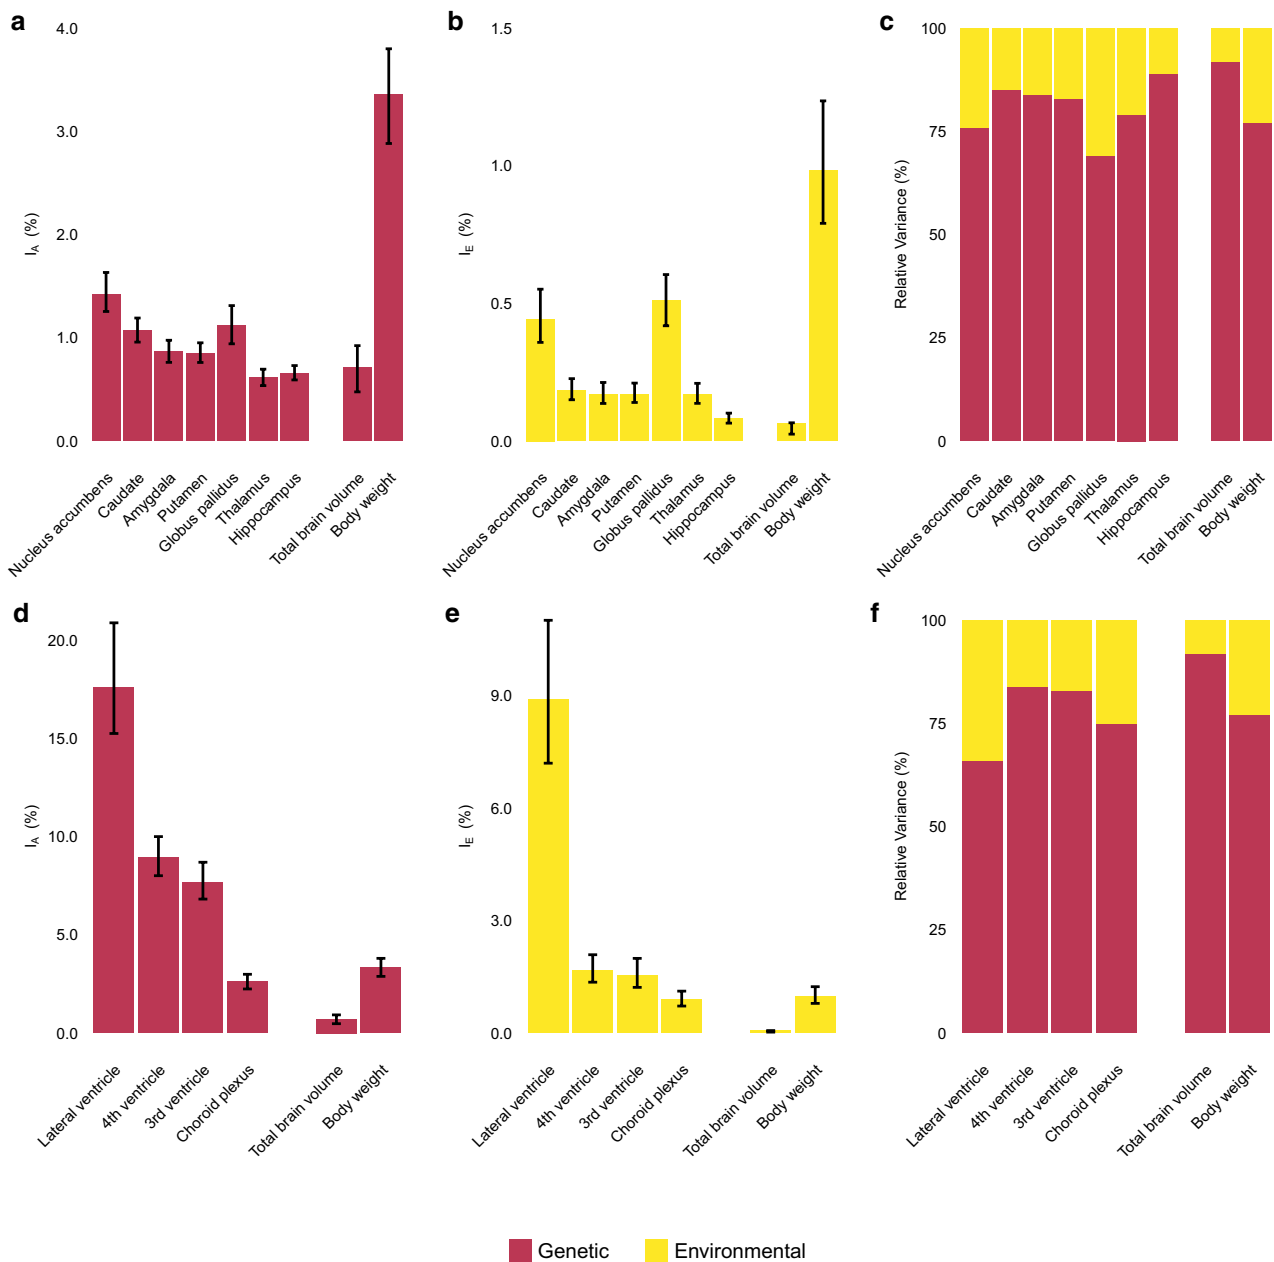 a
4.0
3.0
2.0
1.0
0.0
I_A (%)
Nucleus accumbens
Caudate
Amygdala
Putamen
Globus pallidus
Thalamus
Hippocampus
Total brain volume
Body weight
b
1.5
1.0
0.5
0.0
I_E (%)
Nucleus accumbens
Caudate
Amygdala
Putamen
Globus pallidus
Thalamus
Hippocampus
Total brain volume
Body weight
c
100
75
50
25
0
Relative Variance (%)
Nucleus accumbens
Caudate
Amygdala
Putamen
Globus pallidus
Thalamus
Hippocampus
Total brain volume
Body weight
d
20.0
15.0
10.0
5.0
0.0
I_A (%)
Lateral ventricle
4th ventricle
3rd ventricle
Choroid plexus
Total brain volume
Body weight
e
9.0
6.0
3.0
0.0
I_E (%)
Lateral ventricle
4th ventricle
3rd ventricle
Choroid plexus
Total brain volume
Body weight
f
100
75
50
25
0
Relative Variance (%)
Lateral ventricle
4th ventricle
3rd ventricle
Choroid plexus
Total brain volume
Body weight
Genetic
Environmental